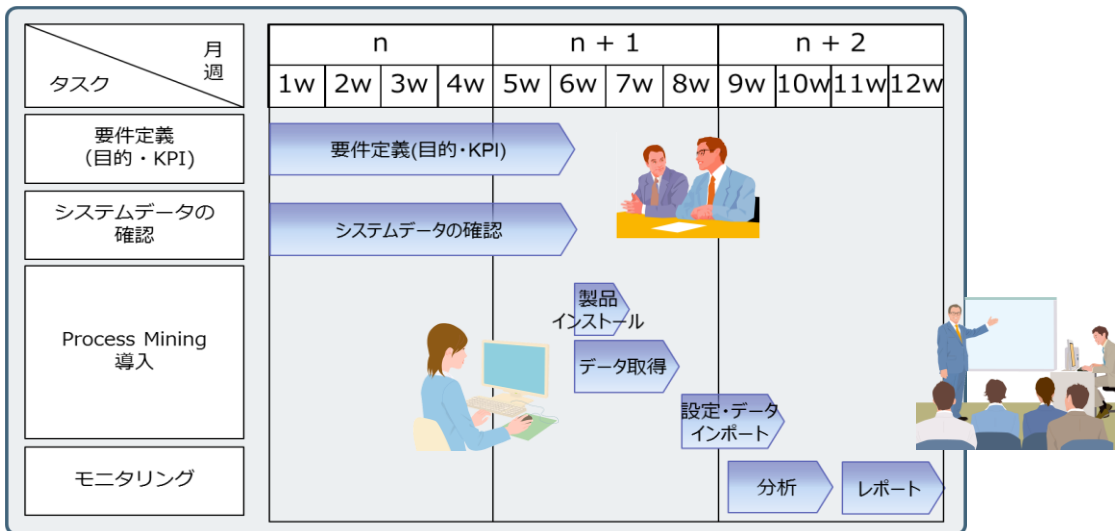 月
週
タスク
n
n + 1
n + 2
1w 2w 3w 4w 5w 6w 7w 8w 9w 10w 11w 12w
要件定義
(目的・KPI)
要件定義(目的・KPI)
システムデータの
確認
システムデータの確認
Process Mining
導入
製品
インストール
データ取得
設定・データ
インポート
モニタリング
分析
レポート